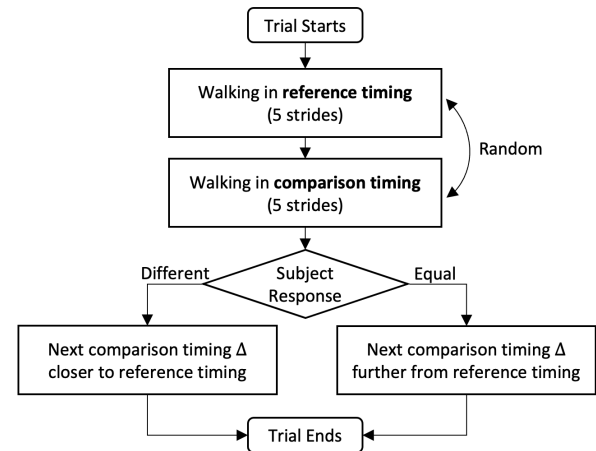 Trial Starts
Walking in reference timing
(5 strides)
Random
Walking in comparison timing
(5 strides)
Different
Subject
Response
Equal
Next comparison timing Δ
closer to reference timing
Next comparison timing Δ
further from reference timing
Trial Ends